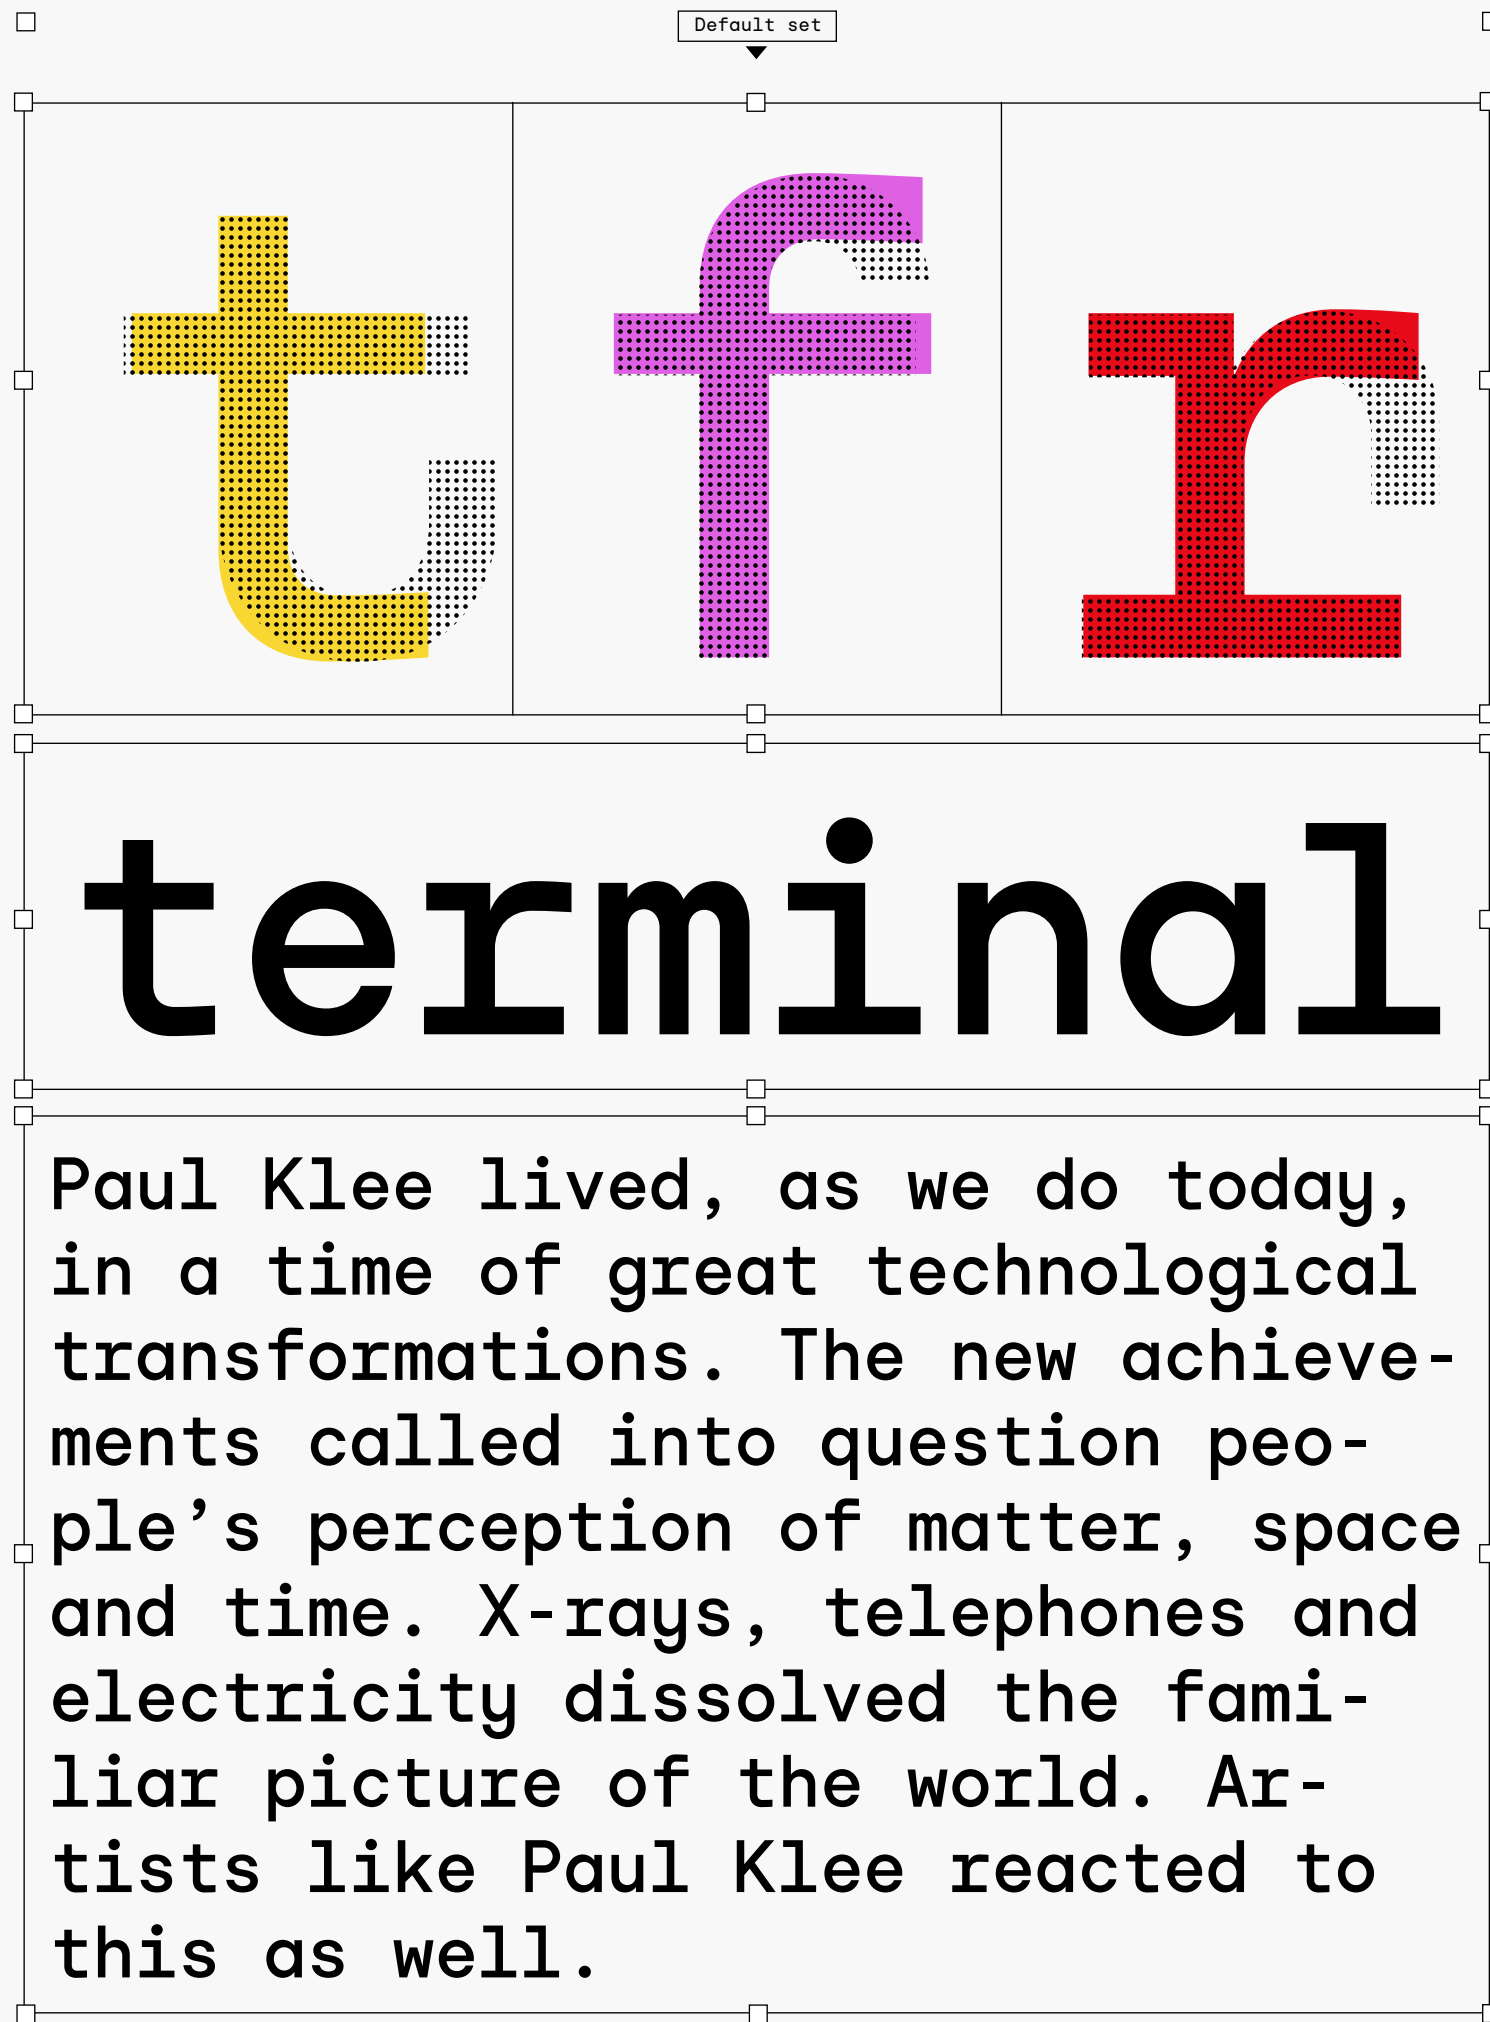 Default set
t f r
terminal
Paul Klee lived, as we do today,
in a time of great technological
transformations. The new achieve-
ments called into question peo-
ple’s perception of matter, space
and time. X-rays, telephones and
electricity dissolved the fami-
liar picture of the world. Ar-
tists like Paul Klee reacted to
this as well.